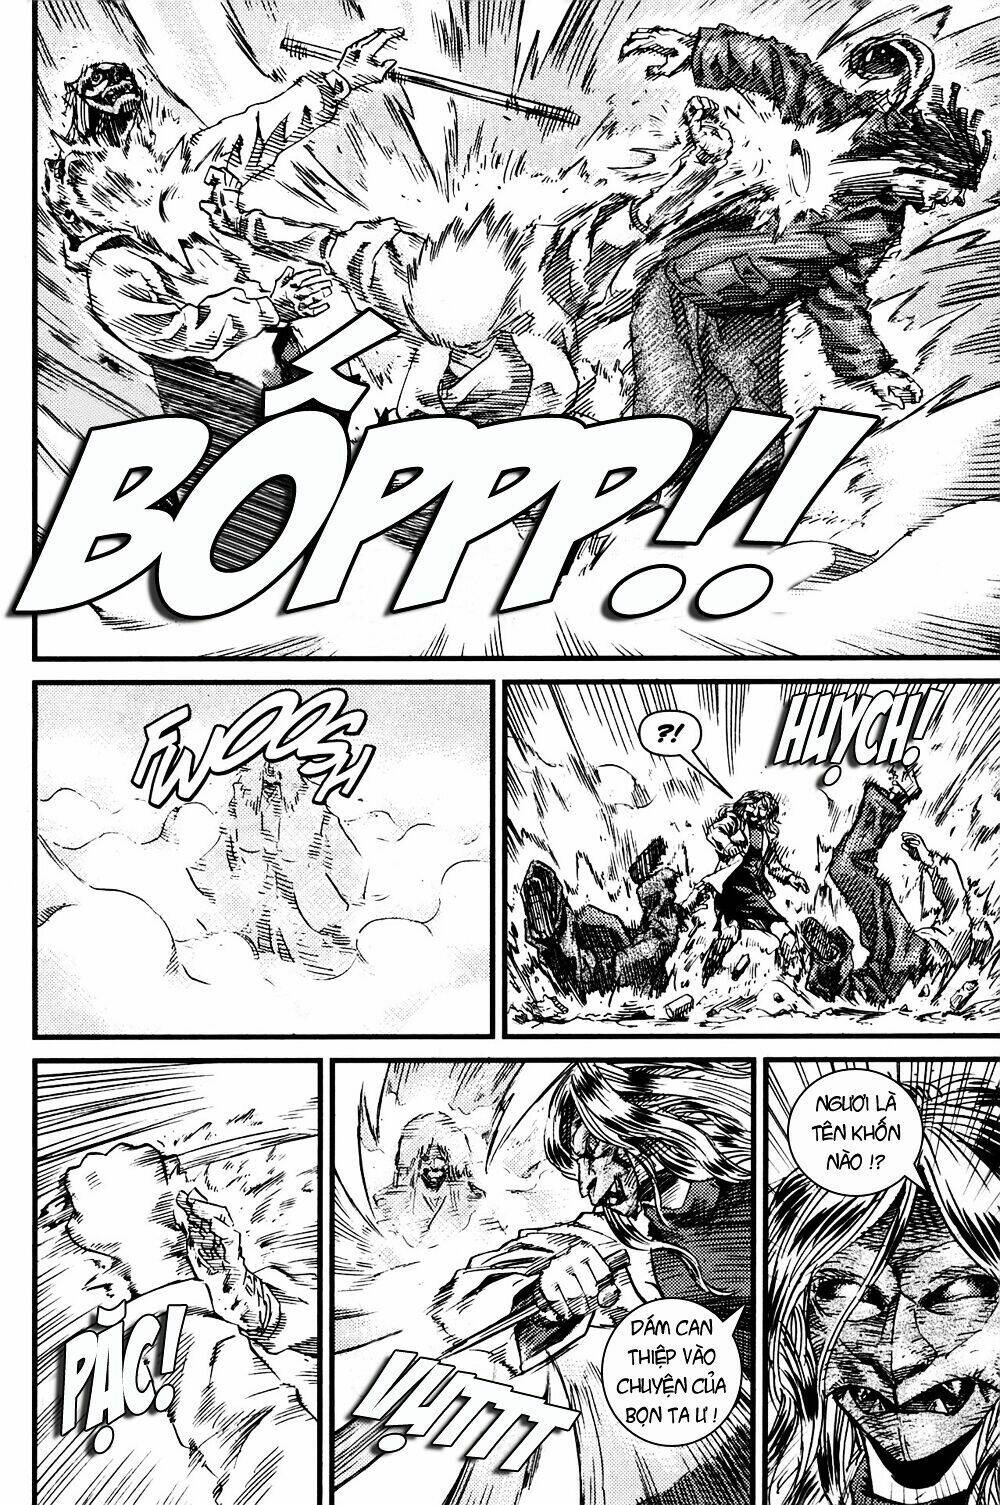 BỐPPP!!
FWOOSH
?!
HUỴCH!
PẶC!
VỤTTT
DÁM CAN
THIỆP VÀO
CHUYỆN CỦA
BỌN TA Ư !
NGƯƠI LÀ
TÊN KHỐN
NÀO !?